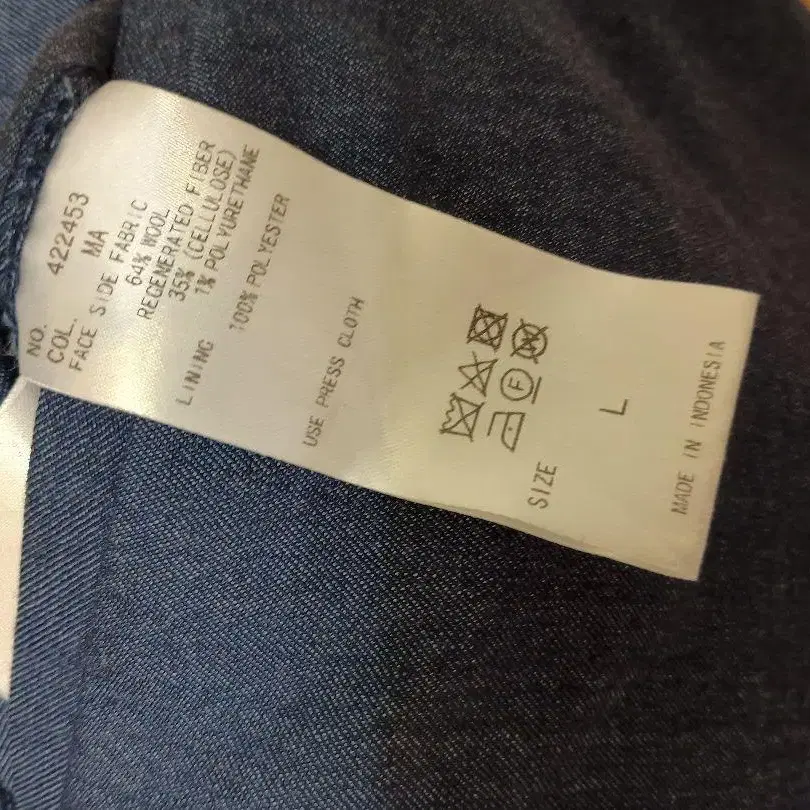 NO. 422453
COL. MA
FACE SIDE FABRIC
64% WOOL
REGENERATED FIBER
35% (CELLULOSE)
1% POLYURETHANE
LINING
100% POLYESTER
USE PRESS CLOTH
F W
SIZE L
MADE IN INDONESIA